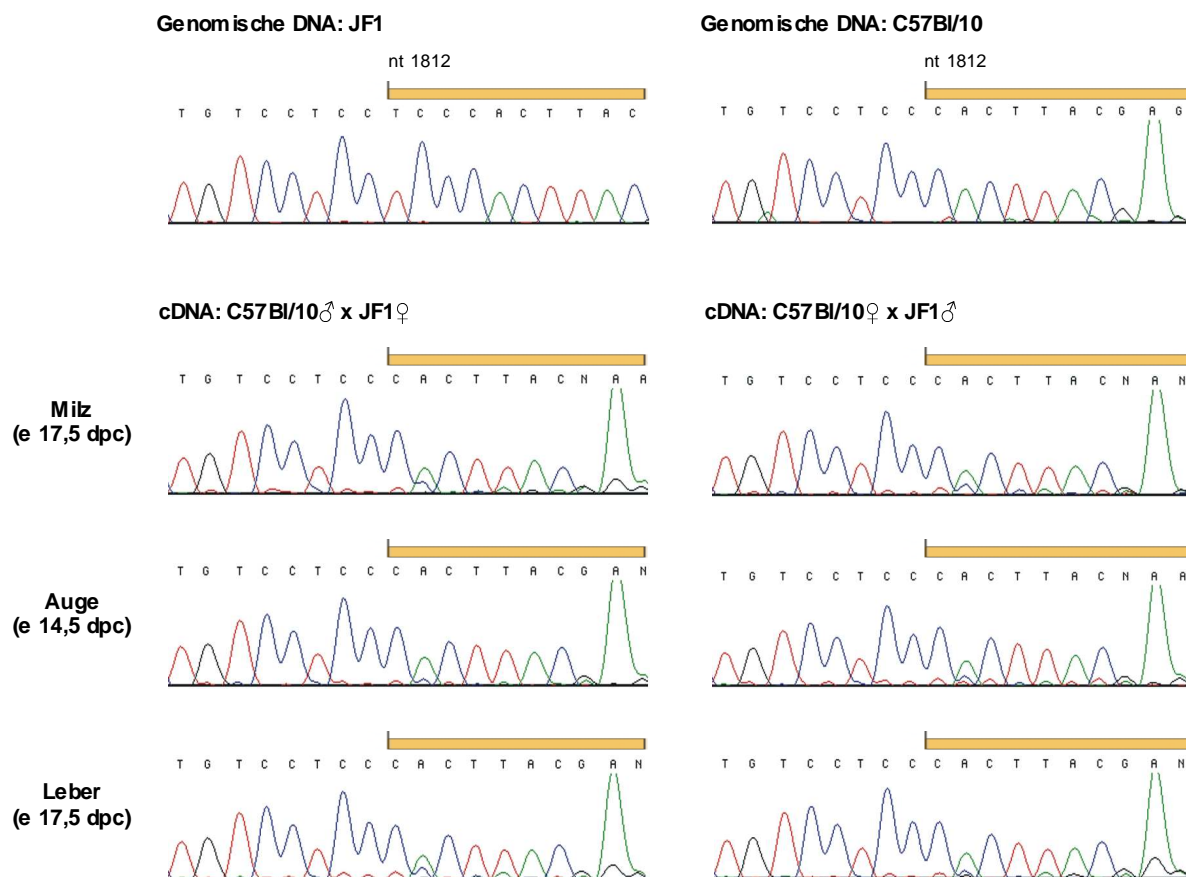 Genomische DNA: JF1
Genomische DNA: C57Bl/10
nt 1812
nt 1812
T G T C C T C C T C C C A C T T A C
T G T C C T C C C A C T T A C G A G
cDNA: C57Bl/10♂ x JF1♀
cDNA: C57Bl/10♀ x JF1♂
Milz
(e 17,5 dpc)
T G T C C T C C C A C T T A C N A A
T G T C C T C C C A C T T A C N A N
Auge
(e 14,5 dpc)
T G T C C T C C C A C T T A C G A N
T G T C C T C C C A C T T A C N A A
Leber
(e 17,5 dpc)
T G T C C T C C C A C T T A C G A N
T G T C C T C C C A C T T A C G A N